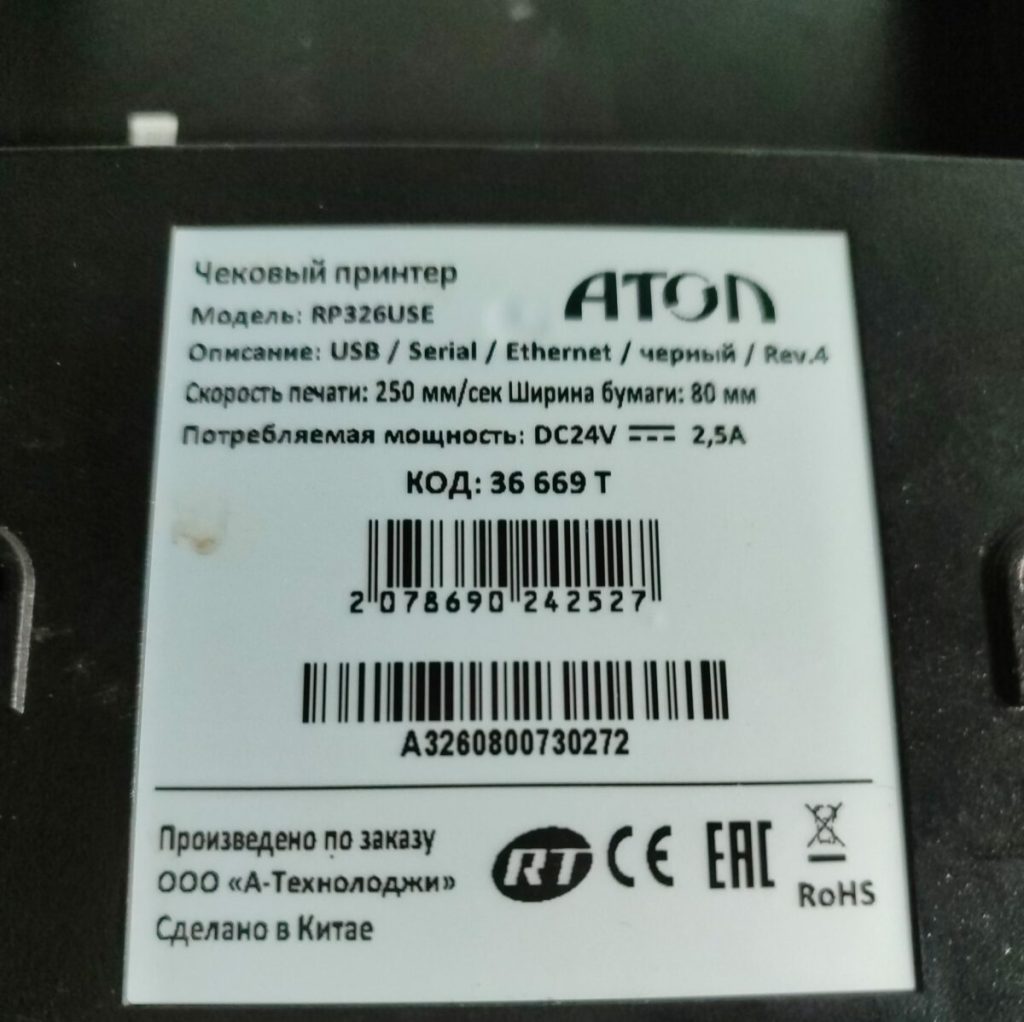 Чековый принтер
ATOL
Модель: RP326USE
Описание: USB / Serial / Ethernet / черный / Rev.4
Скорость печати: 250 мм/сек Ширина бумаги: 80 мм
Потребляемая мощность: DC24V 2,5A
КОД: 36 669 T
2 078690 242527
A3260800730272
Произведено по заказу
ООО «А-Технолоджи»
Сделано в Китае
RT CE EAC
RoHS